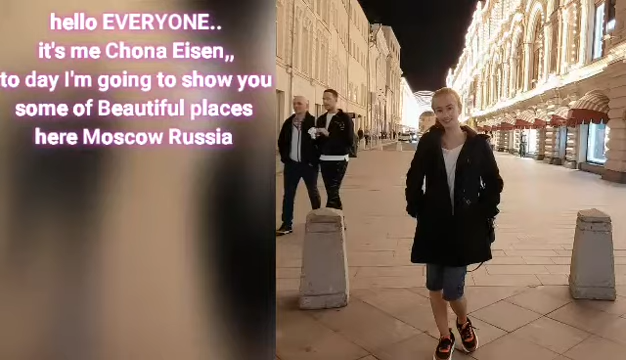 hello EVERYONE..
it's me Chona Eisen,,
to day I'm going to show you
some of Beautiful places
here Moscow Russia